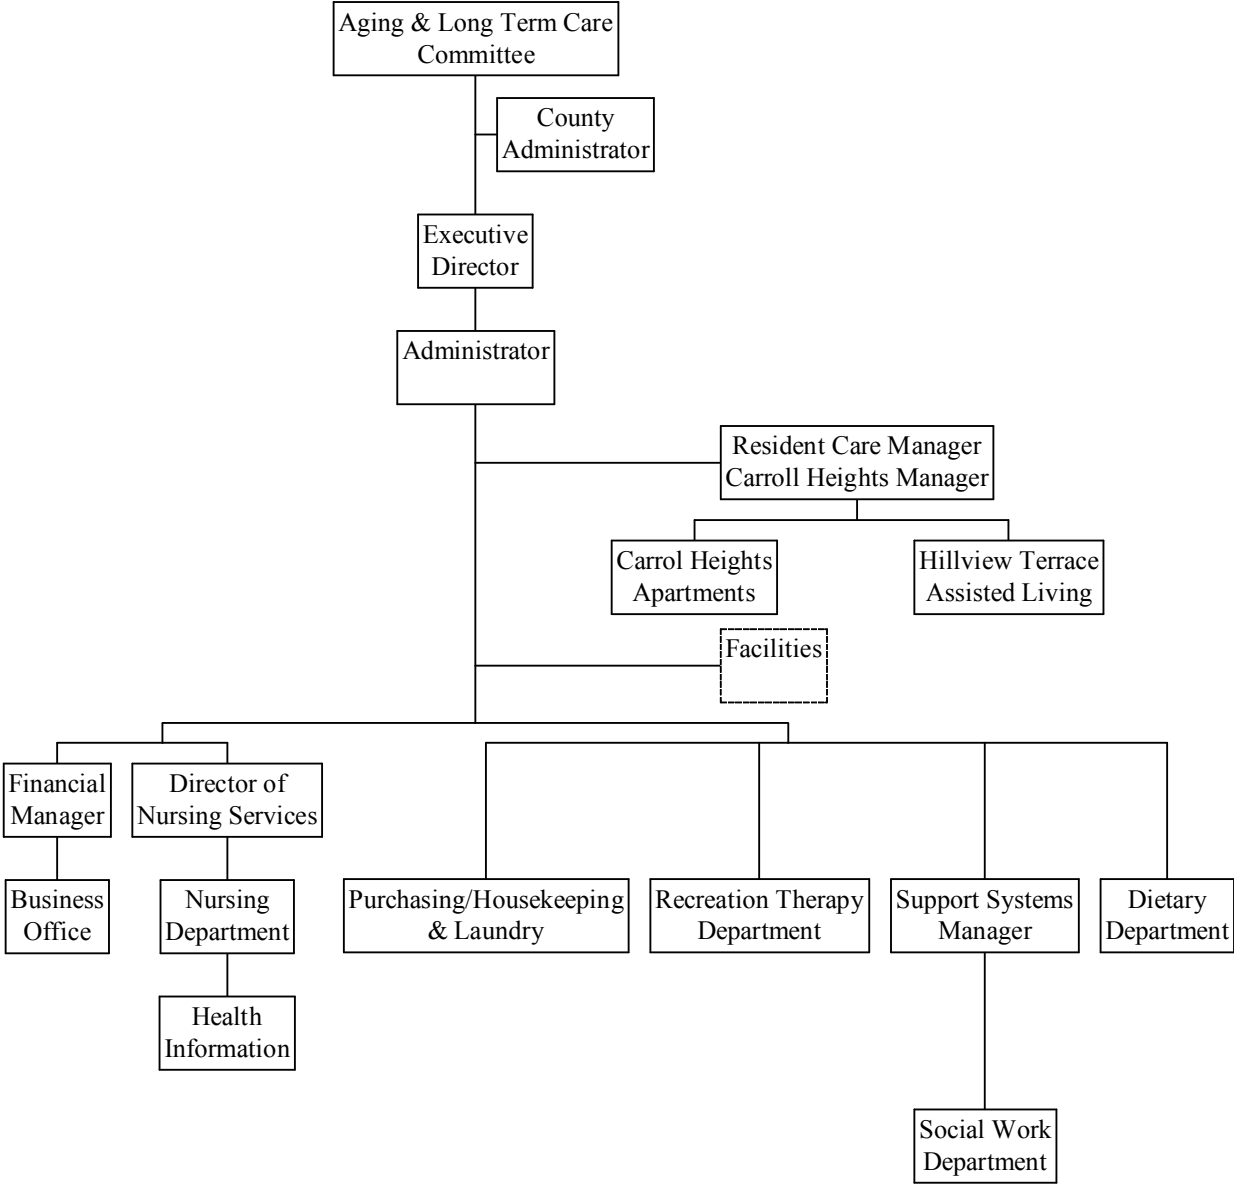 Aging & Long Term Care
Committee
County
Administrator
Executive
Director
Administrator
Resident Care Manager
Carroll Heights Manager
Carrol Heights
Apartments
Hillview Terrace
Assisted Living
Facilities
Financial
Manager
Director of
Nursing Services
Business
Office
Nursing
Department
Purchasing/Housekeeping
& Laundry
Recreation Therapy
Department
Support Systems
Manager
Dietary
Department
Health
Information
Social Work
Department